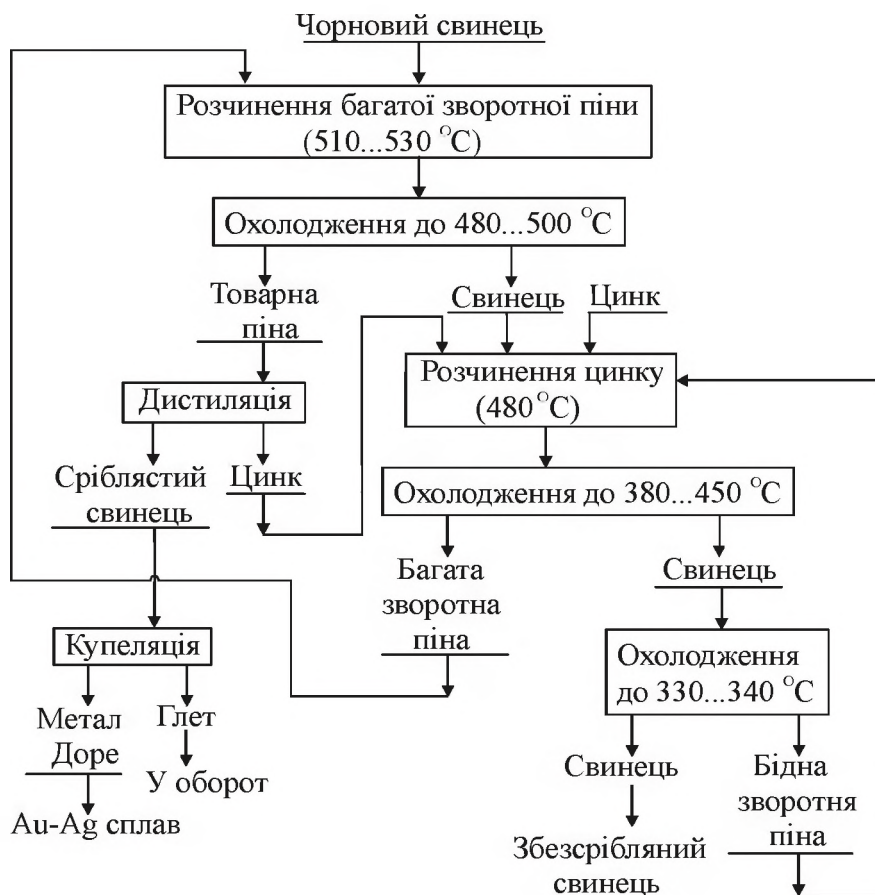 Чорновий свинець
Розчинення багатої зворотної піни
(510...530 °C)
Охолодження до 480...500 °C
Товарна
піна
Свинець
Цинк
Розчинення цинку
(480 °C)
Дистиляція
Сріблястий
свинець
Цинк
Охолодження до 380...450 °C
Багата
зворотна
піна
Свинець
Купеляція
Охолодження
до 330...340 °C
Метал
Доре
Глет
У оборот
Au-Ag сплав
Свинець
Збезсрібляний
свинець
Бідна
зворотня
піна